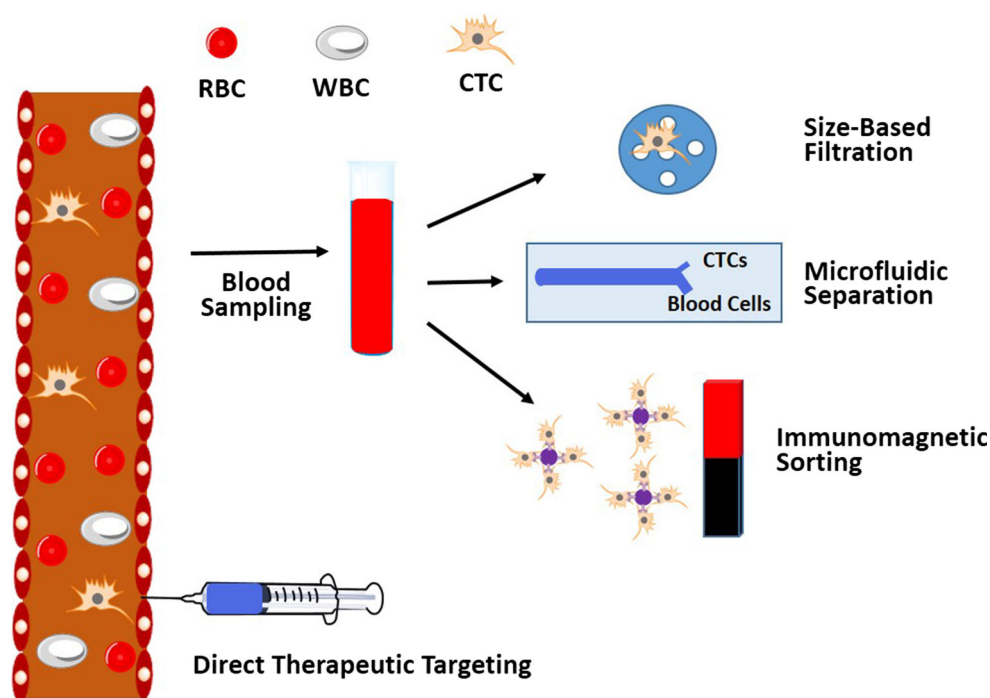 RBC
WBC
CTC
Size-Based
Filtration
Blood
Sampling
CTCs
Blood Cells
Microfluidic
Separation
Immunomagnetic
Sorting
Direct Therapeutic Targeting